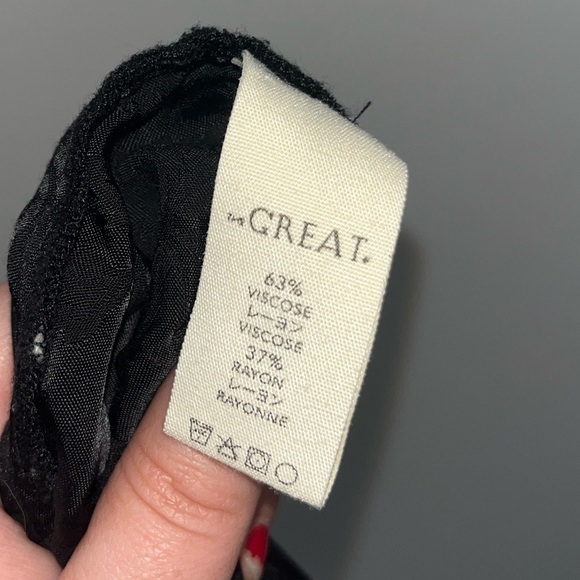 THE GREAT.
63%
VISCOSE
レーヨン
VISCOSE
37%
RAYON
レーヨン
RAYONNE